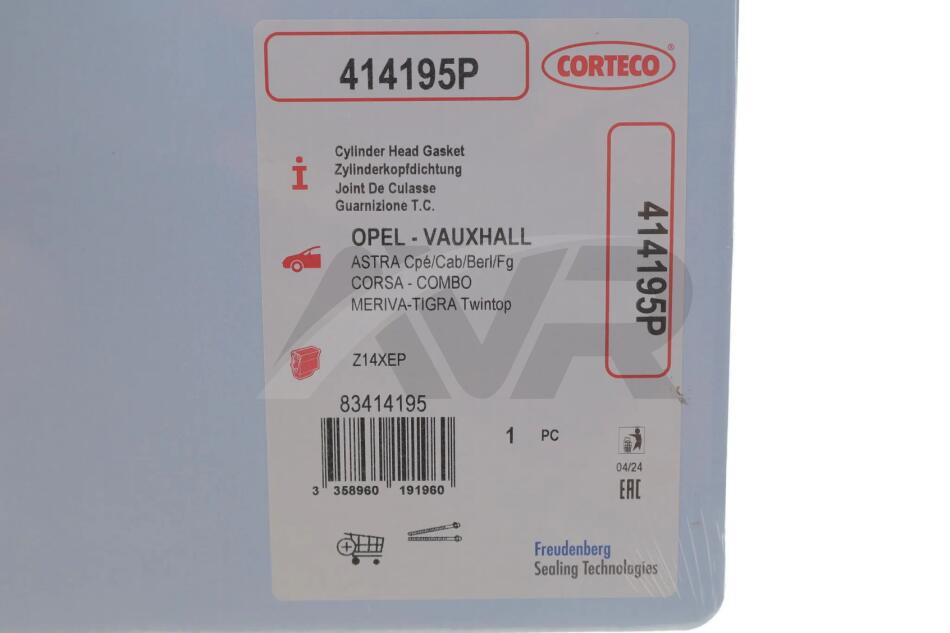 414195P
CORTECO®
Cylinder Head Gasket
Zylinderkopfdichtung
Joint De Culasse
Guarnizione T.C.
414195P
OPEL - VAUXHALL
ASTRA Cpé/Cab/Berl/Fg
CORSA - COMBO
MERIVA-TIGRA Twintop
AVR
Z14XEP
83414195
1 PC
3 358960 191960
04/24
EAC
Freudenberg
Sealing Technologies